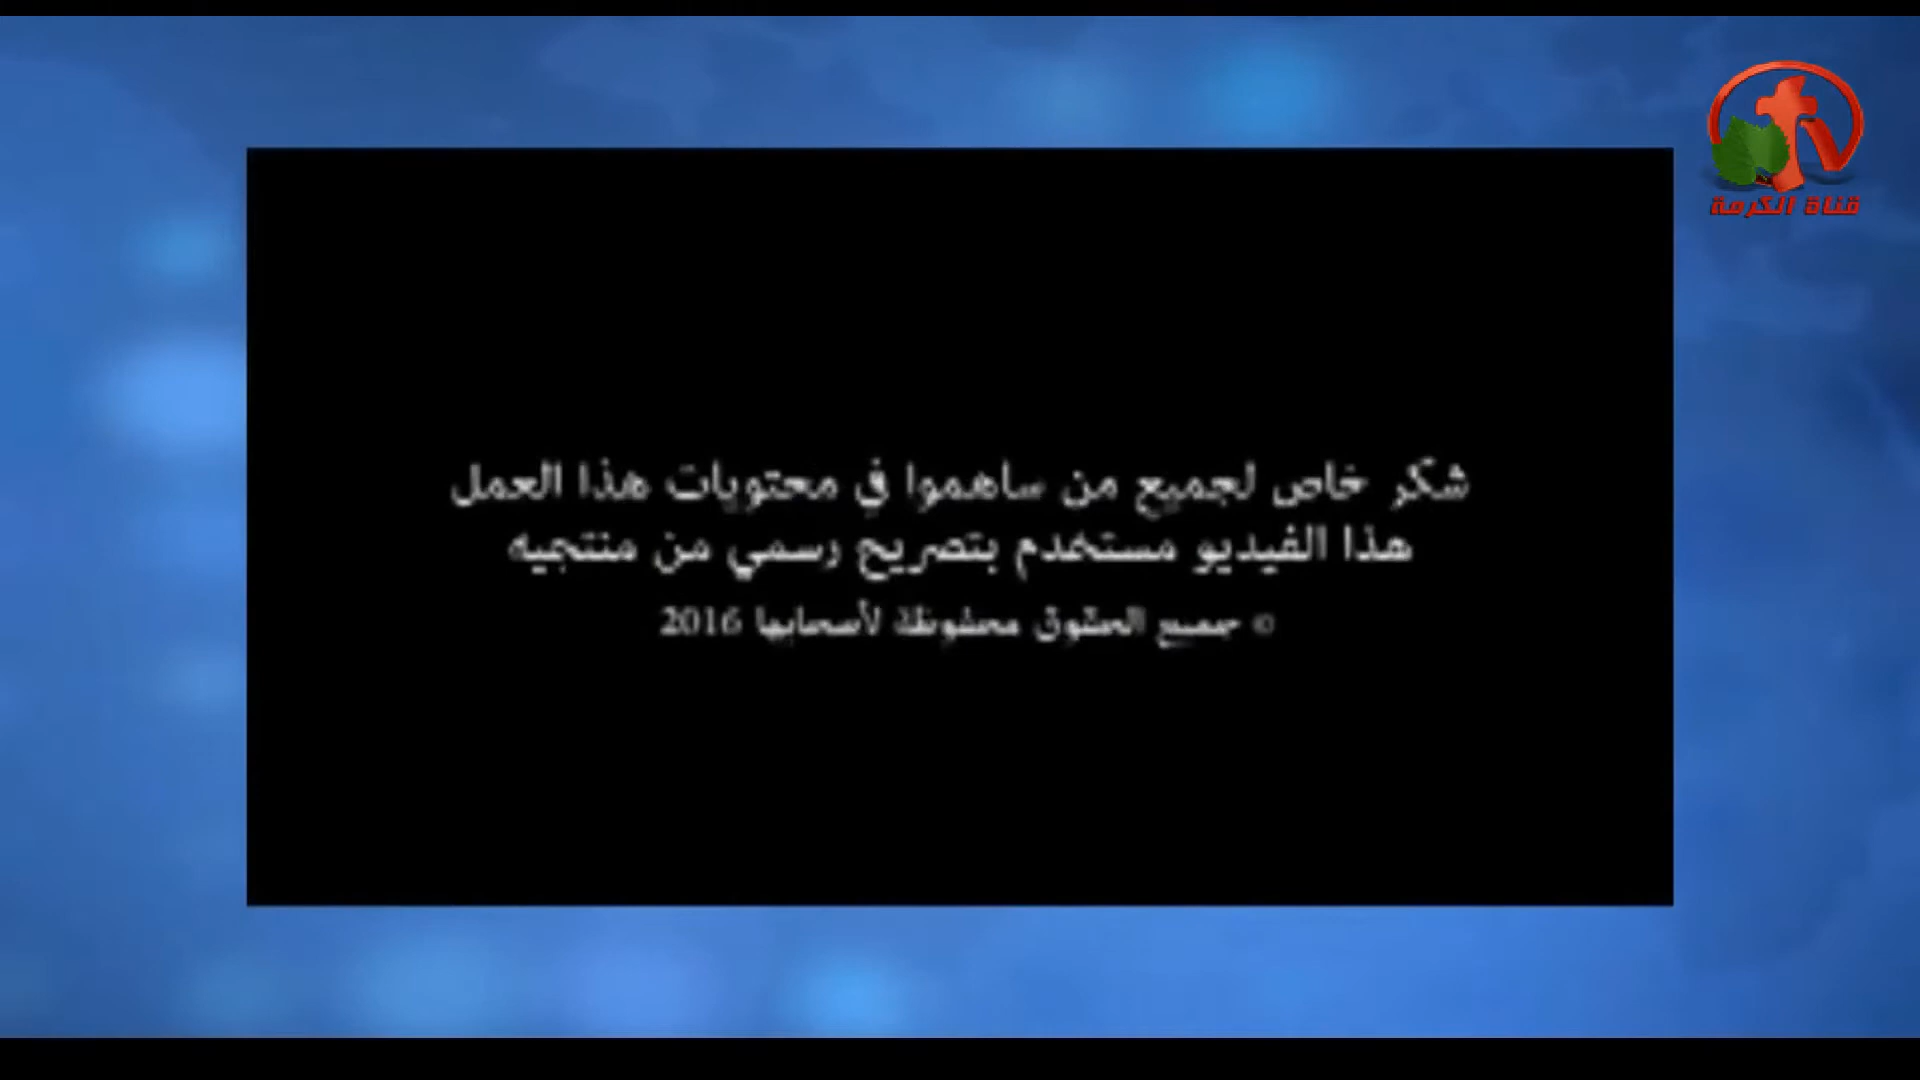 قناة الكرمة
شكر خاص لجميع من ساهموا في محتويات هذا العمل
هذا الفيديو مستخدم بتصريح رسمي من منتجيه
© جميع الحقوق محفوظة لأصحابها 2016